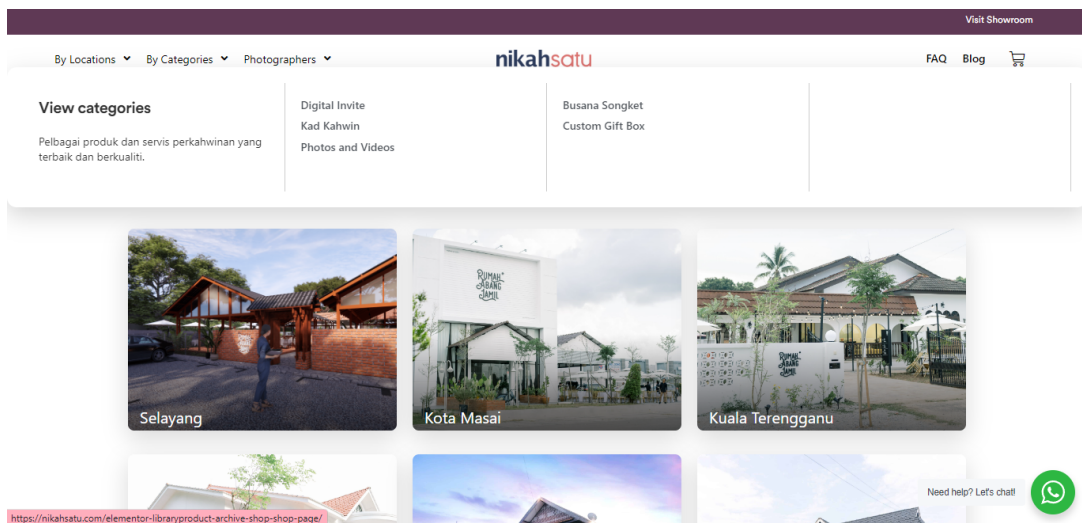 Visit Showroom
By Locations By Categories Photographers nikahsatu FAQ Blog
View categories
Pelbagai produk dan servis perkahwinan yang
terbaik dan berkualiti.
Digital Invite
Kad Kahwin
Photos and Videos
Busana Songket
Custom Gift Box
RUMAH
ABANG
JAMIL
Selayang
RUMAH
ABANG
JAMIL
Kota Masai
RUMAH
ABANG
JAMIL
Kuala Terengganu
Need help? Let's chat!
https://nikahsatu.com/elementor-libraryproduct-archive-shop-shop-page/